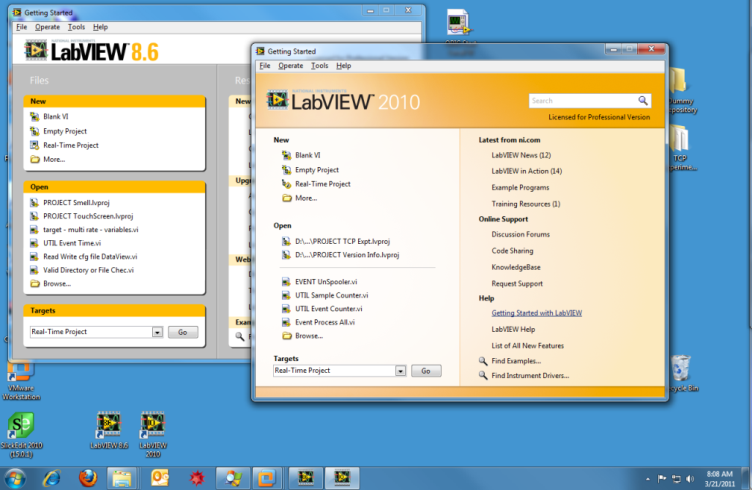 Getting Started
File Operate Tools Help
NATIONAL INSTRUMENTS
LabVIEW 8.6
Files
New
Blank VI
Empty Project
Real-Time Project
More...
Open
PROJECT Smell.lvproj
PROJECT TouchScreen.lvproj
target - multi rate - variables.vi
UTIL Event Time.vi
Read Write cfg file DataView.vi
Valid Directory or File Chec.vi
Browse...
Targets
Real-Time Project
Go
Getting Started
File Operate Tools Help
NATIONAL INSTRUMENTS
LabVIEW 2010
Search
Licensed for Professional Version
New
Blank VI
Empty Project
Real-Time Project
More...
Open
D:\...\PROJECT TCP Expt.lvproj
D:\...\PROJECT Version Info.lvproj
EVENT UnSpooler.vi
UTIL Sample Counter.vi
UTIL Event Counter.vi
Event Process All.vi
Browse...
Targets
Real-Time Project
Go
Latest from ni.com
LabVIEW News (12)
LabVIEW in Action (14)
Example Programs
Training Resources (1)
Online Support
Discussion Forums
Code Sharing
KnowledgeBase
Request Support
Help
Getting Started with LabVIEW
LabVIEW Help
List of All New Features
Find Examples...
Find Instrument Drivers...
TCP
VMware
Workstation
SlickEdit 2010
(15.0.1)
LabVIEW 8.6
LabVIEW
2010
8:08 AM
3/21/2011